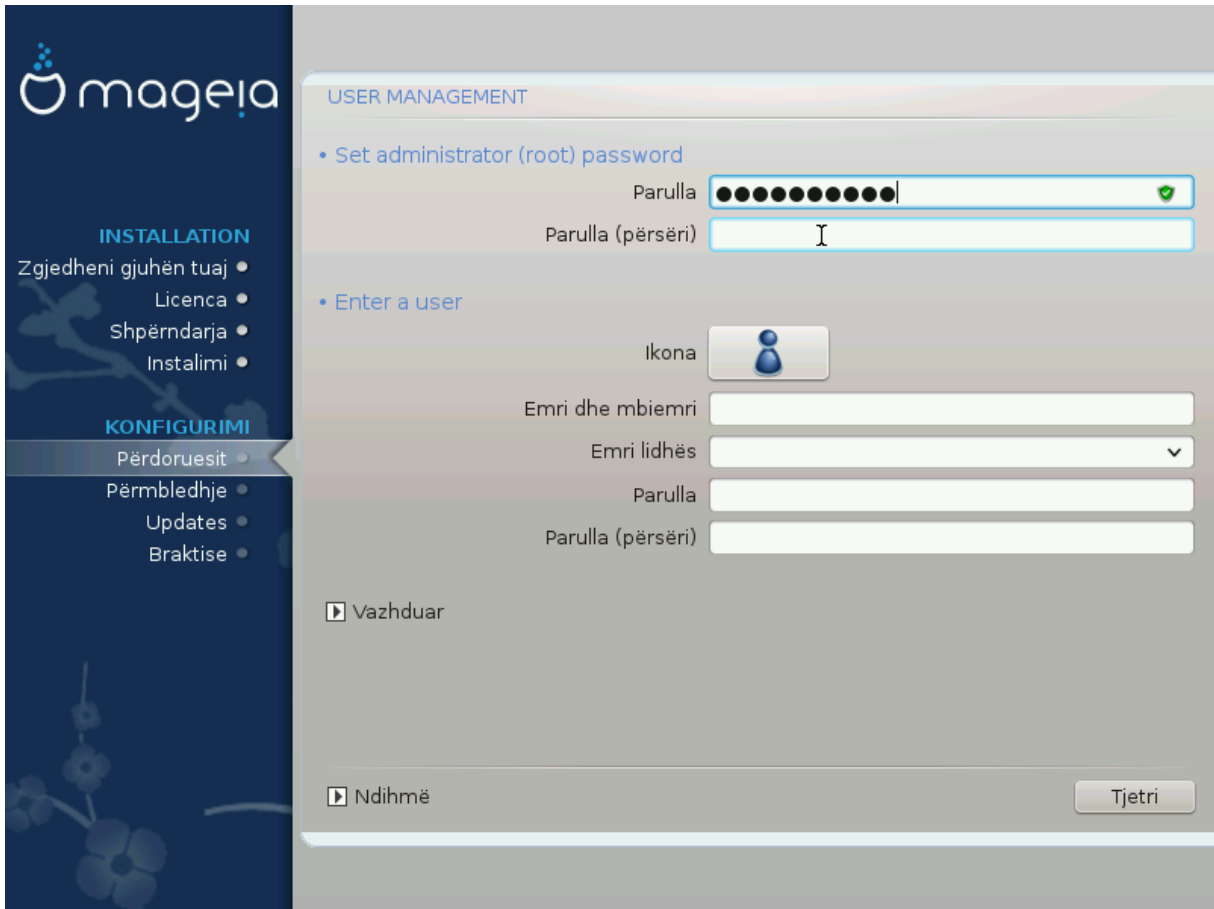 mageia
INSTALLATION
Zgjedheni gjuhën tuaj
Licenca
Shpërndarja
Instalimi
KONFIGURIMI
Përdoruesit
Përmbledhje
Updates
Braktise
USER MANAGEMENT
• Set administrator (root) password
Parulla
Parulla (përsëri)
• Enter a user
Ikona
Emri dhe mbiemri
Emri lidhës
Parulla
Parulla (përsëri)
Vazhduar
Ndihmë
Tjetri